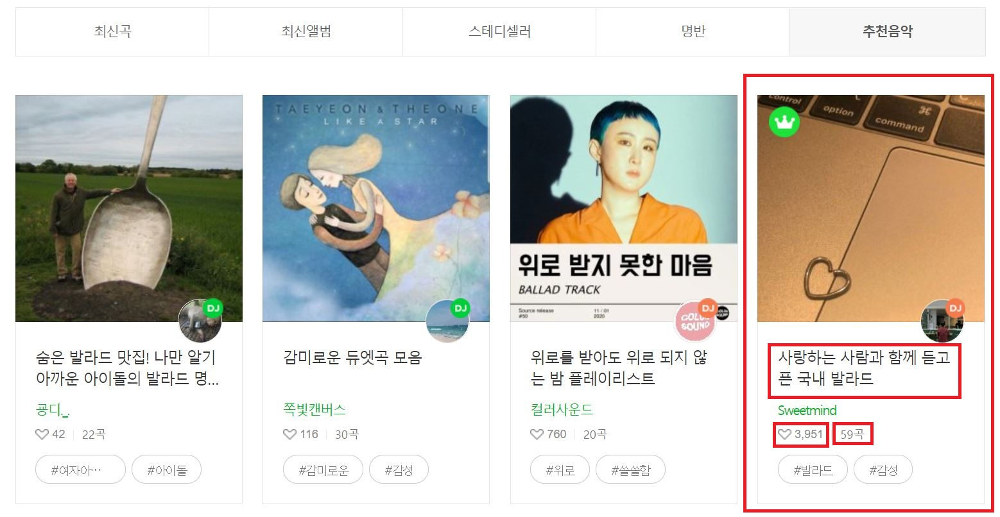 최신곡
최신앨범
스테디셀러
명반
추천음악
TAEYEON & THEONE
LIKE A STAR
위로 받지 못한 마음
BALLAD TRACK
Source release
#50
11 / 01
2020
control
option
command
DJ
DJ
DJ
COLOR
SOUND
DJ
숨은 발라드 맛집! 나만 알기
아까운 아이돌의 발라드 명...
굥디._.
42
22곡
#여자아…
#아이돌
감미로운 듀엣곡 모음
쪽빛캔버스
116
30곡
#감미로운
#감성
위로를 받아도 위로 되지 않
는 밤 플레이리스트
컬러사운드
760
20곡
#위로
#쓸쓸함
사랑하는 사람과 함께 듣고
픈 국내 발라드
Sweetmind
3,951
59곡
#발라드
#감성